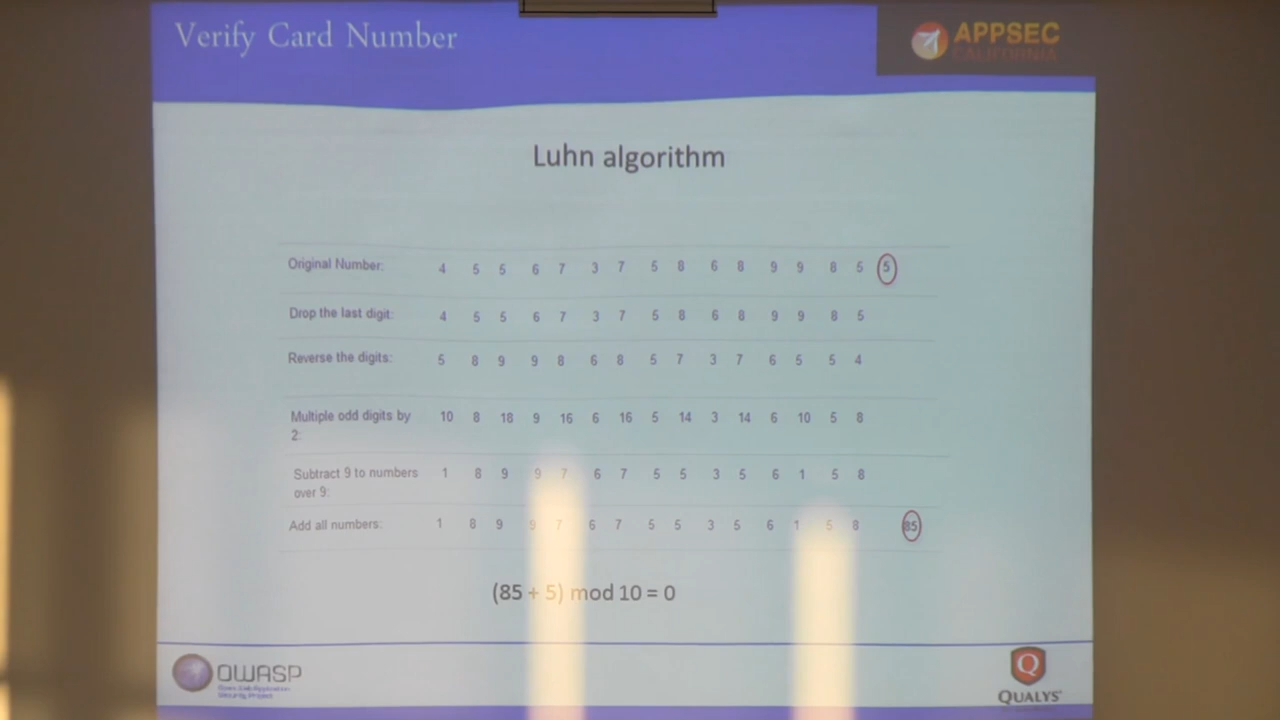 Verify Card Number
APPSEC
CALIFORNIA
Luhn algorithm
Original Number: 4 5 5 6 7 3 7 5 8 6 8 9 9 8 5 5
Drop the last digit: 4 5 5 6 7 3 7 5 8 6 8 9 9 8 5
Reverse the digits: 5 8 9 9 8 6 8 5 7 3 7 6 5 5 4
Multiple odd digits by 10 8 18 9 16 6 16 5 14 3 14 6 10 5 8
2:
Subtract 9 to numbers 1 8 9 9 7 6 7 5 5 3 5 6 1 5 8
over 9:
Add all numbers: 1 8 9 9 7 6 7 5 5 3 5 6 1 5 8 85
(85 + 5) mod 10 = 0
OWASP
Open Web Application
Security Project
QUALYS